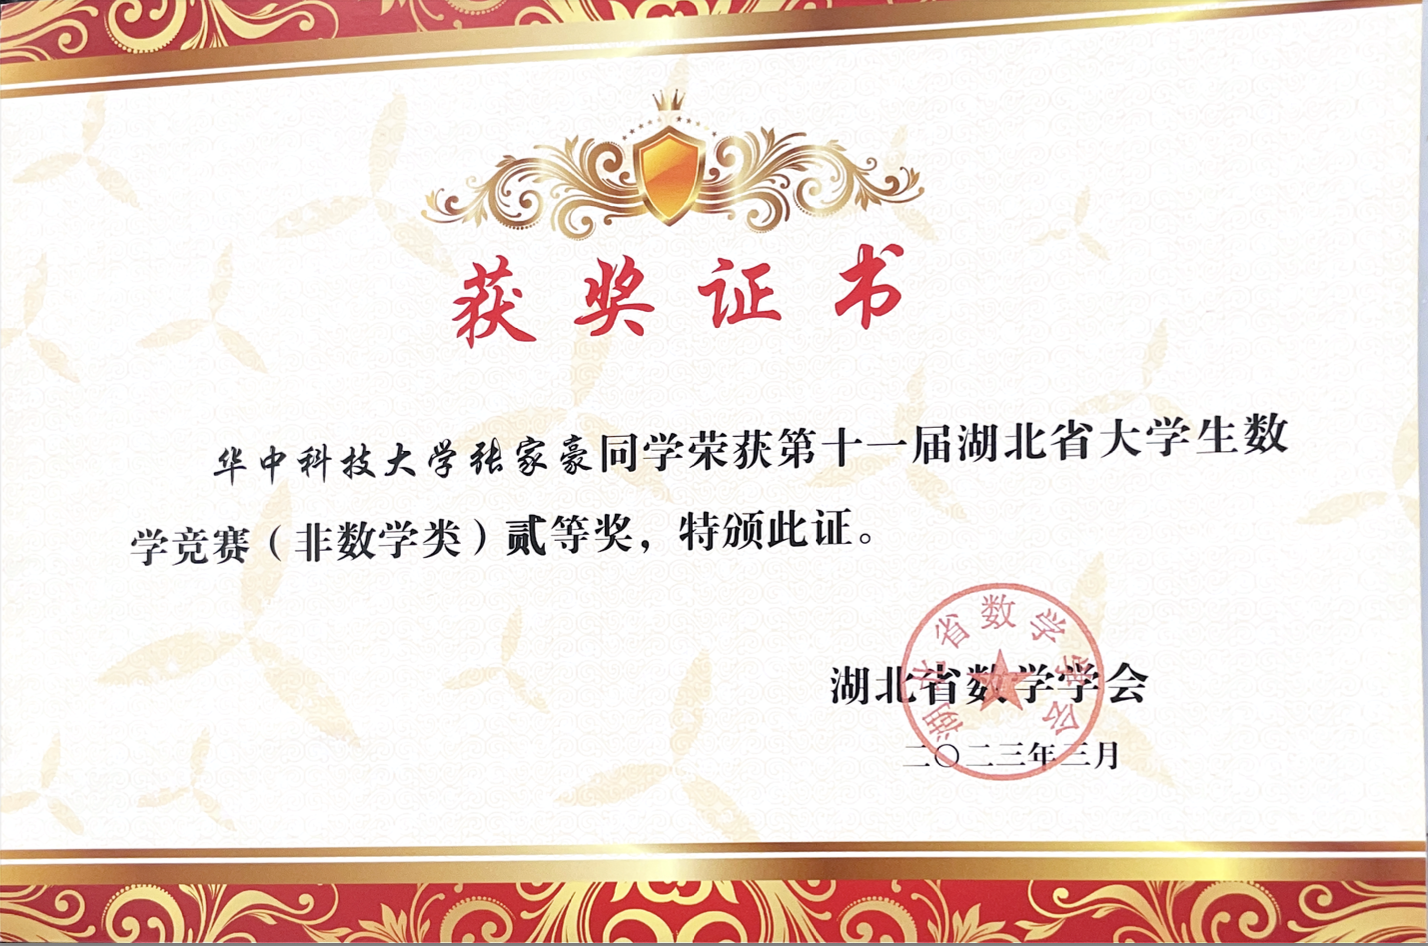 获奖证书
华中科技大学张家豪同学荣获第十一届湖北省大学生数
学竞赛（非数学类）贰等奖，特颁此证。
湖北省数学学会
湖北省数学学会
二〇二三年三月